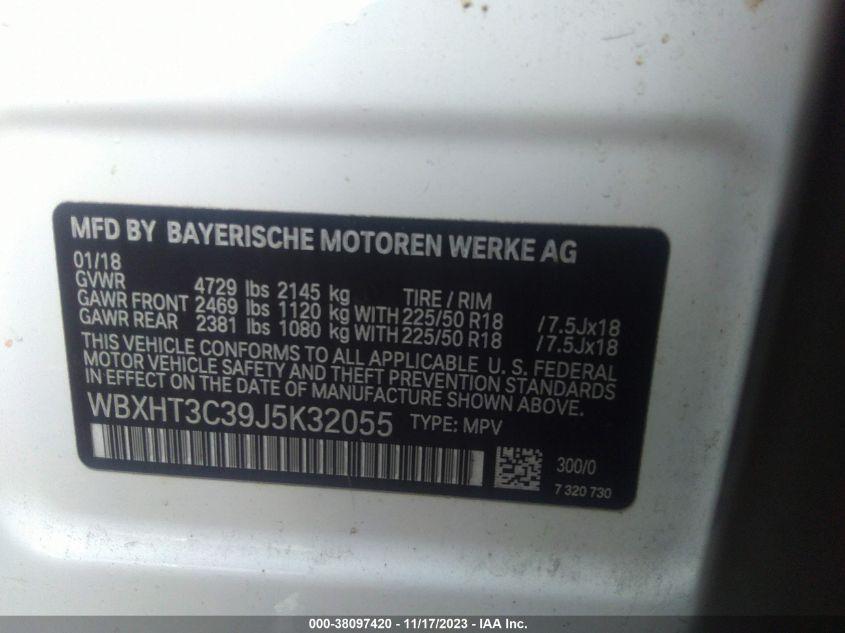 MFD BY BAYERISCHE MOTOREN WERKE AG
01/18
GVWR 4729 lbs 2145 kg TIRE / RIM
GAWR FRONT 2469 lbs 1120 kg WITH 225/50 R18 /7.5Jx18
GAWR REAR 2381 lbs 1080 kg WITH 225/50 R18 /7.5Jx18
THIS VEHICLE CONFORMS TO ALL APPLICABLE U. S. FEDERAL
MOTOR VEHICLE SAFETY AND THEFT PREVENTION STANDARDS
IN EFFECT ON THE DATE OF MANUFACTURE SHOWN ABOVE.
WBXHT3C39J5K32055 TYPE: MPV
300/0
7 320 730
000-38097420 - 11/17/2023 - IAA Inc.